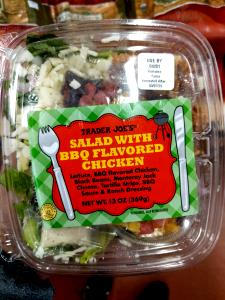 USE BY
TRADER JOE'S
SALAD WITH
BBQ FLAVORED
CHICKEN
Lettuce, BBQ Flavored Chicken,
Black Beans, Monterey Jack
Cheese, Tortilla Strips, BBQ
Sauce & Ranch Dressing
NET WT 13 OZ (369g)